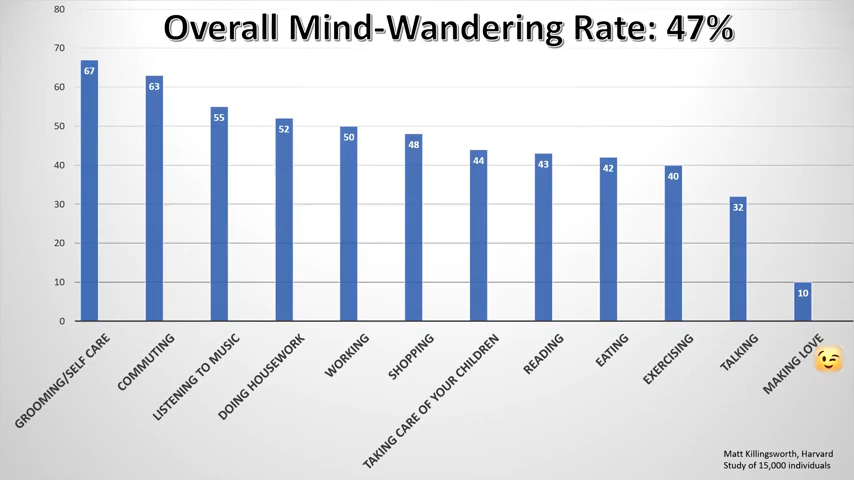 Overall Mind-Wandering Rate: 47%
80
70
60
50
40
30
20
10
0
67
63
55
52
50
48
44
43
42
40
32
10
GROOMING/SELF CARE
COMMUTING
LISTENING TO MUSIC
DOING HOUSEWORK
WORKING
SHOPPING
TAKING CARE OF YOUR CHILDREN
READING
EATING
EXERCISING
TALKING
MAKING LOVE
Matt Killingsworth, Harvard
Study of 15,000 individuals